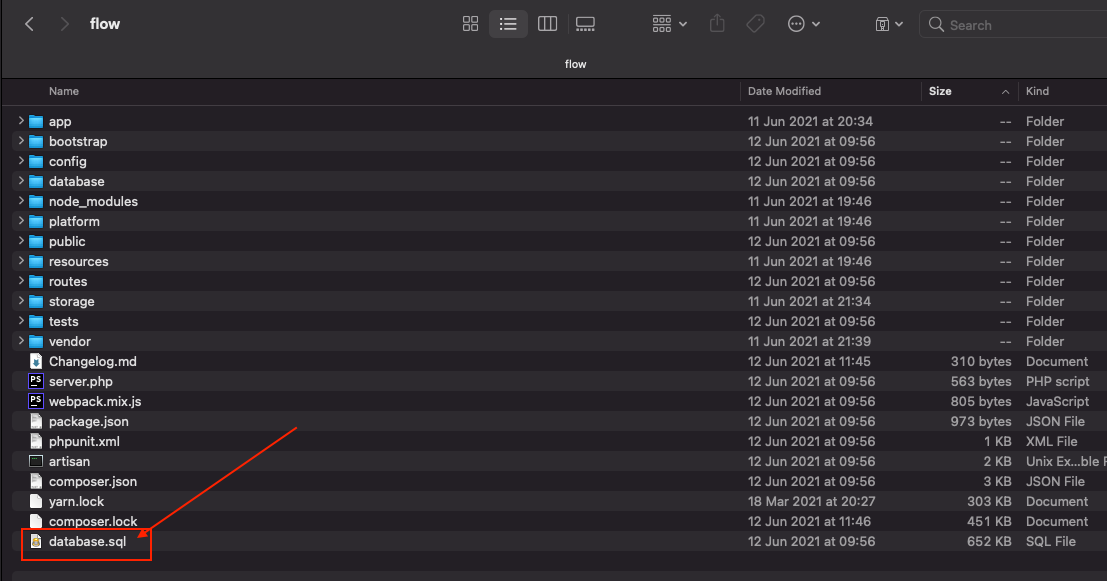 flow
Search
flow
Name Date Modified Size Kind
app 11 Jun 2021 at 20:34 -- Folder
bootstrap 12 Jun 2021 at 09:56 -- Folder
config 12 Jun 2021 at 09:56 -- Folder
database 12 Jun 2021 at 09:56 -- Folder
node_modules 11 Jun 2021 at 19:46 -- Folder
platform 11 Jun 2021 at 19:46 -- Folder
public 12 Jun 2021 at 09:56 -- Folder
resources 11 Jun 2021 at 19:46 -- Folder
routes 12 Jun 2021 at 09:56 -- Folder
storage 11 Jun 2021 at 21:34 -- Folder
tests 12 Jun 2021 at 09:56 -- Folder
vendor 11 Jun 2021 at 21:39 -- Folder
Changelog.md 12 Jun 2021 at 11:45 310 bytes Document
PS server.php 12 Jun 2021 at 09:56 563 bytes PHP script
PS webpack.mix.js 12 Jun 2021 at 09:56 805 bytes JavaScript
package.json 12 Jun 2021 at 09:56 973 bytes JSON File
phpunit.xml 12 Jun 2021 at 09:56 1 KB XML File
artisan 12 Jun 2021 at 09:56 2 KB Unix Ex...ble F
composer.json 12 Jun 2021 at 09:56 3 KB JSON File
yarn.lock 18 Mar 2021 at 20:27 303 KB Document
composer.lock 12 Jun 2021 at 11:46 451 KB Document
database.sql 12 Jun 2021 at 09:56 652 KB SQL File